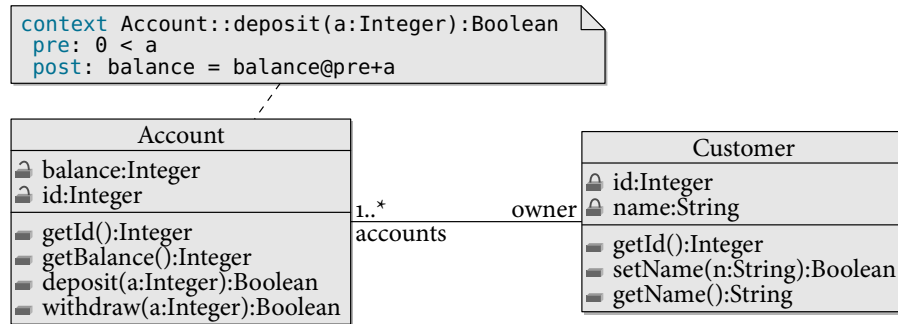 context Account::deposit(a:Integer):Boolean
pre: 0 < a
post: balance = balance@pre+a
Account
balance:Integer
id:Integer
getId():Integer
getBalance():Integer
deposit(a:Integer):Boolean
withdraw(a:Integer):Boolean
1..* owner
accounts
Customer
id:Integer
name:String
getId():Integer
setName(n:String):Boolean
getName():String